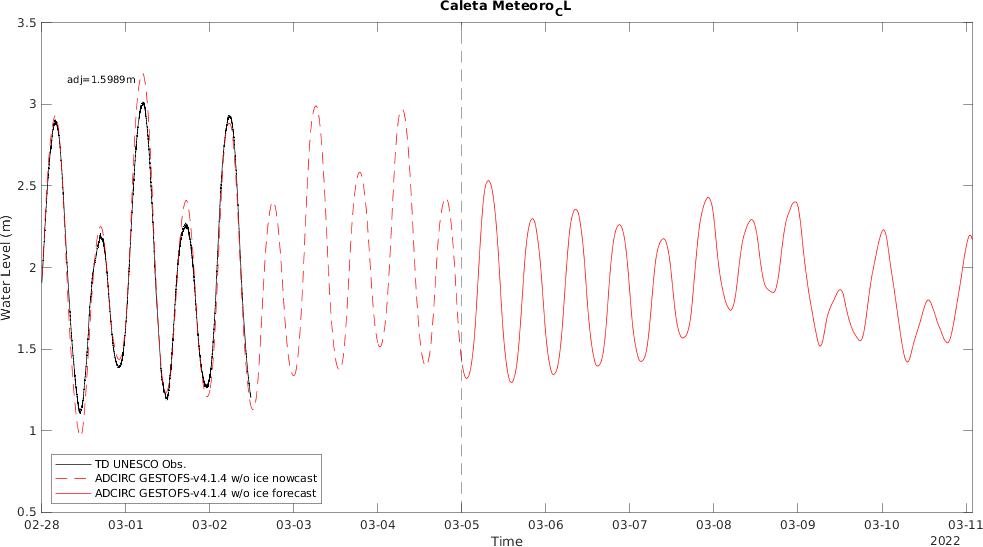 Caleta Meteoro_CL
adj=1.5989m
3.5
3
2.5
2
1.5
1
0.5
Water Level (m)
TD UNESCO Obs.
ADCIRC GESTOFS-v4.1.4 w/o ice nowcast
ADCIRC GESTOFS-v4.1.4 w/o ice forecast
02-28 03-01 03-02 03-03 03-04 03-05 03-06 03-07 03-08 03-09 03-10 03-11
Time
2022